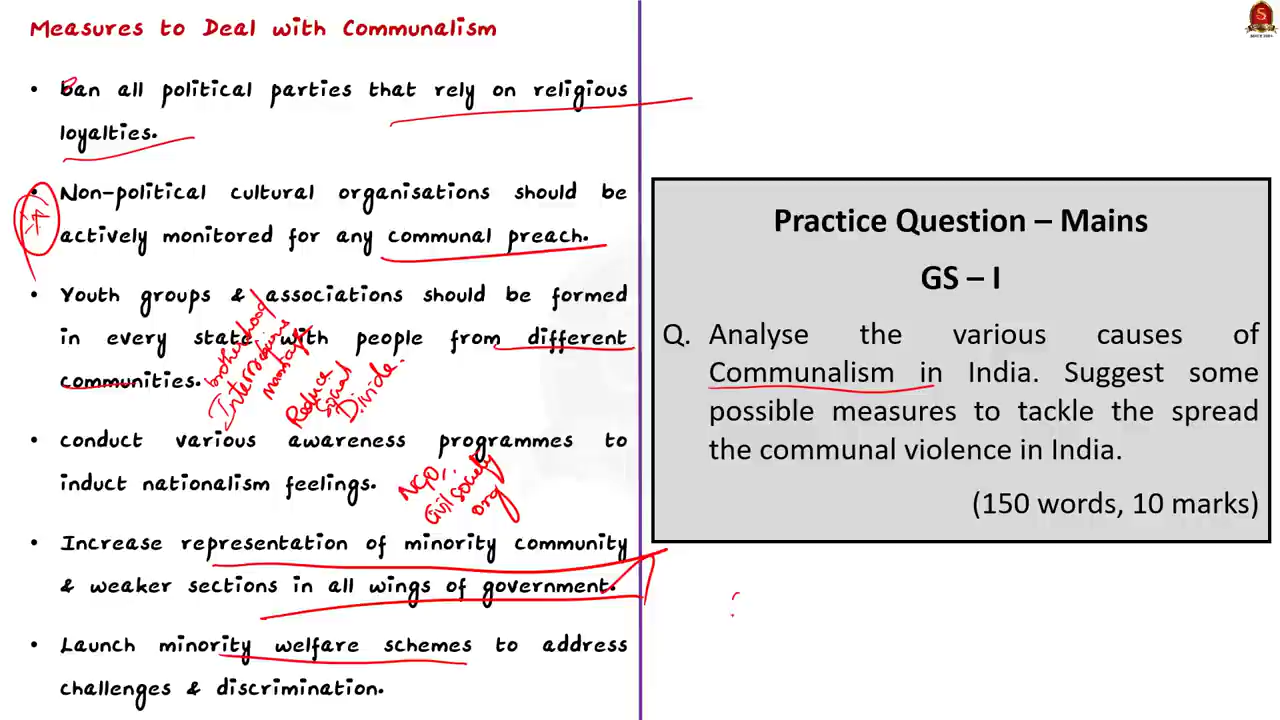 Measures to Deal with Communalism
• ban all political parties that rely on religious
loyalties.
• Non-political cultural organisations should be
actively monitored for any communal preach.
• Youth groups & associations should be formed
in every state with people from different
communities.
brotherhood
Interreligious
marriage
Reduce
social
Divide.
• conduct various awareness programmes to
induct nationalism feelings.
NGO,
civil society
org
• Increase representation of minority community
& weaker sections in all wings of government.
• Launch minority welfare schemes to address
challenges & discrimination.
Practice Question – Mains
GS – I
Q. Analyse the various causes of
Communalism in India. Suggest some
possible measures to tackle the spread
the communal violence in India.
(150 words, 10 marks)